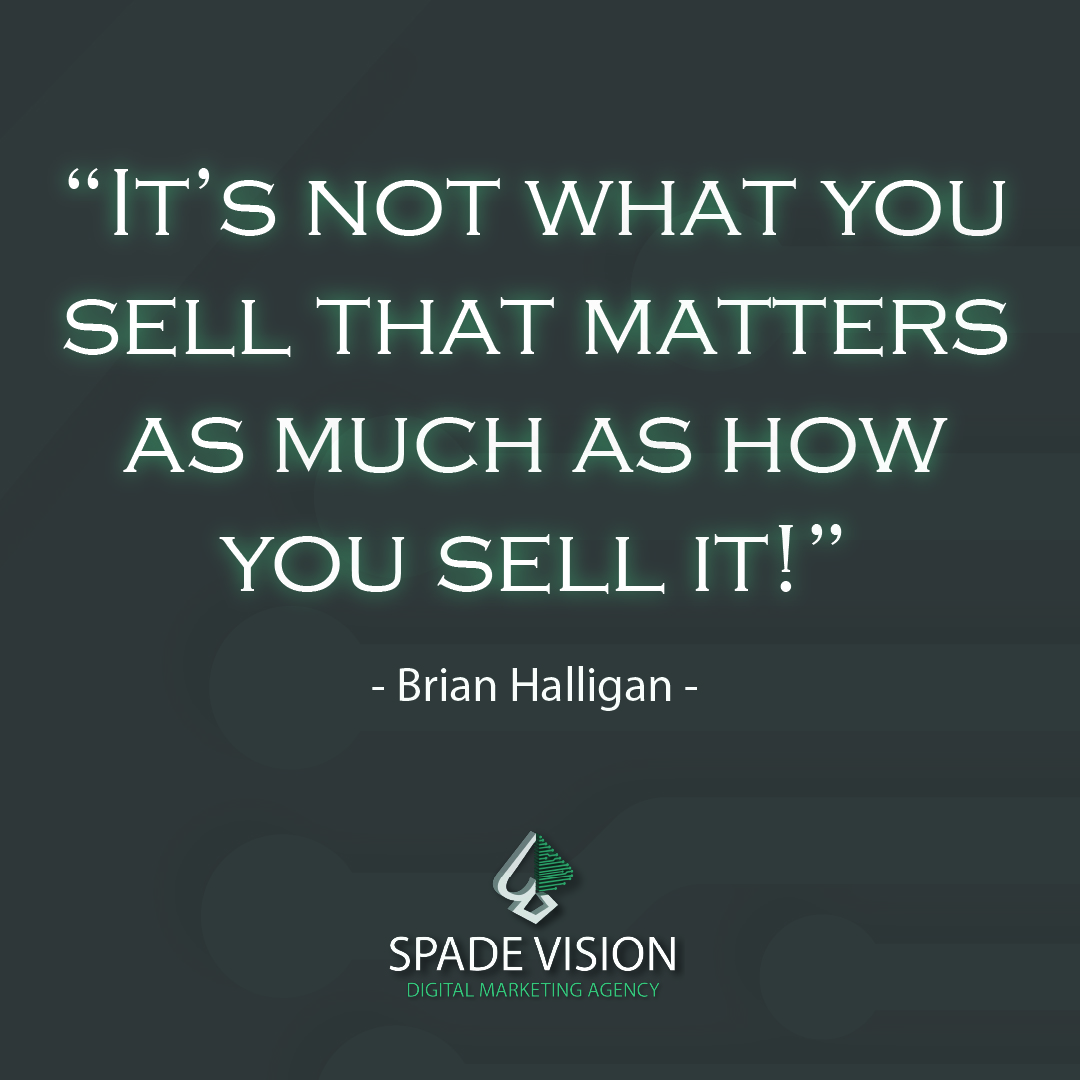 “It’s not what you
sell that matters
as much as how
you sell it!”
- Brian Halligan -
SPADE VISION
DIGITAL MARKETING AGENCY